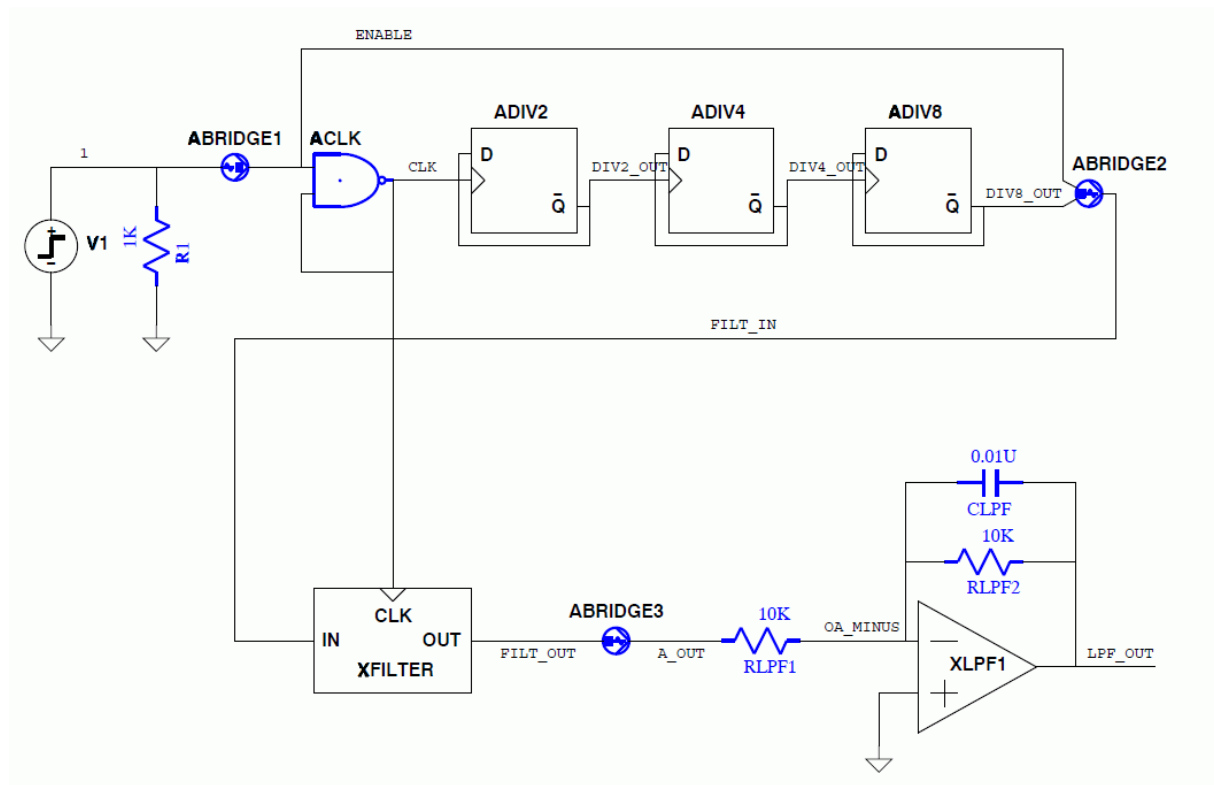 ENABLE
ADIV2
ADIV4
ADIV8
ABRIDGE1
ACLK
1
CLK
D
DIV2_OUT
D
DIV4_OUT
D
ABRIDGE2
DIV8_OUT
Q̅
Q̅
Q̅
V1
1K
R1
FILT_IN
0.01U
CLPF
10K
RLPF2
CLK
IN
OUT
XFILTER
FILT_OUT
ABRIDGE3
A_OUT
10K
RLPF1
OA_MINUS
XLPF1
LPF_OUT